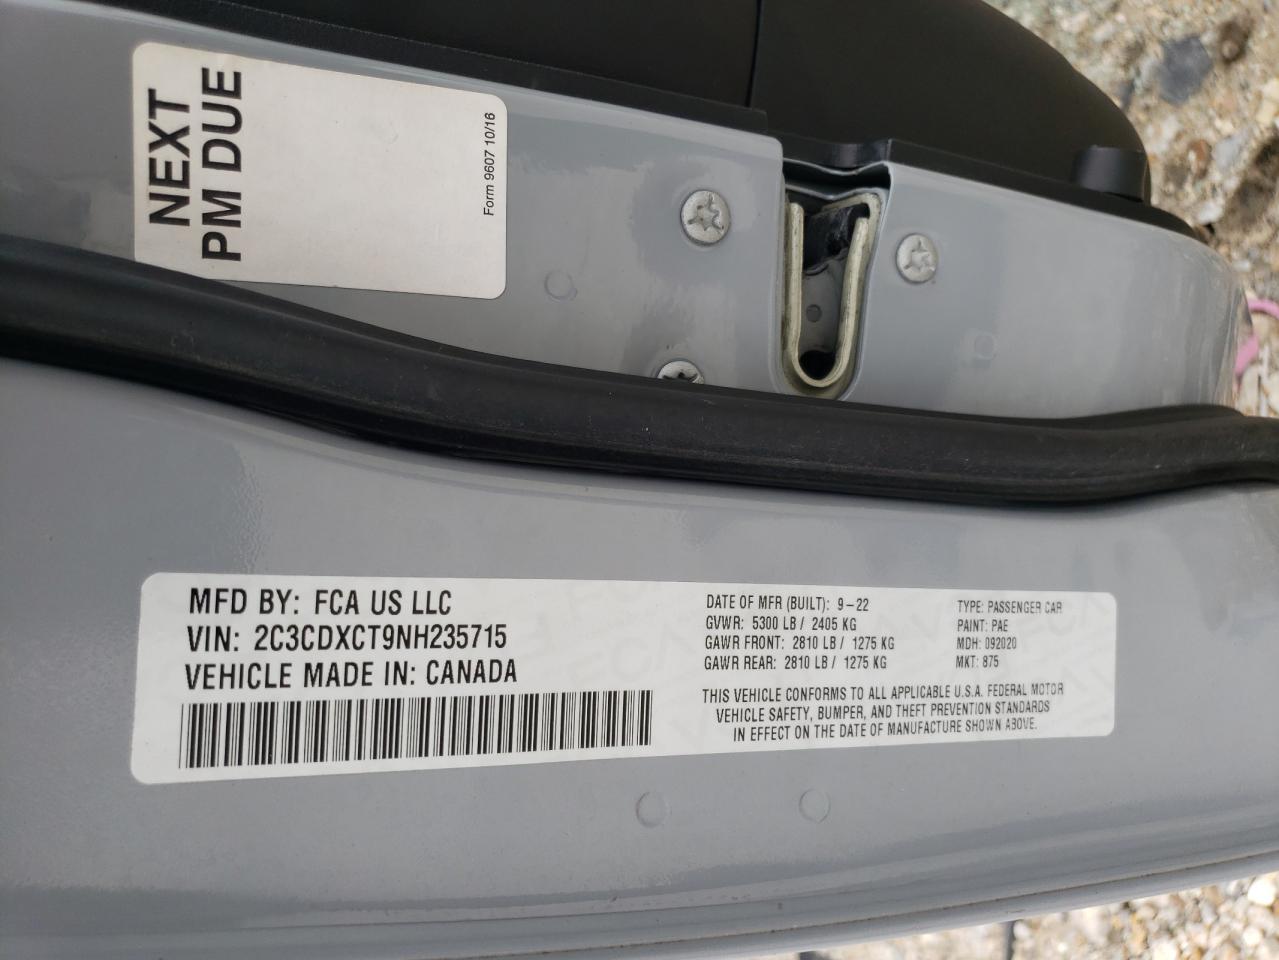 NEXT
PM DUE
Form 9607 10/16
MFD BY: FCA US LLC
VIN: 2C3CDXCT9NH235715
VEHICLE MADE IN: CANADA
DATE OF MFR (BUILT): 9-22
GVWR: 5300 LB / 2405 KG
GAWR FRONT: 2810 LB / 1275 KG
GAWR REAR: 2810 LB / 1275 KG
TYPE: PASSENGER CAR
PAINT: PAE
MDH: 092020
MKT: 875
THIS VEHICLE CONFORMS TO ALL APPLICABLE U.S.A. FEDERAL MOTOR
VEHICLE SAFETY, BUMPER, AND THEFT PREVENTION STANDARDS
IN EFFECT ON THE DATE OF MANUFACTURE SHOWN ABOVE.